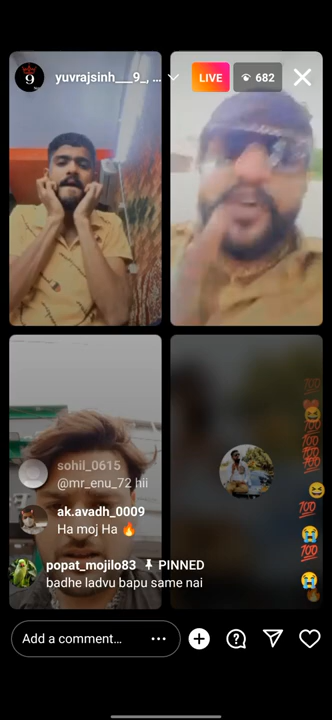 9
yuvrajsinh___9_, ...
LIVE
682
sohil_0615
@mr_enu_72 hii
ak.avadh_0009
Ha moj Ha 🔥
popat_mojilo83 📌 PINNED
badhe ladvu bapu same nai
Add a comment...